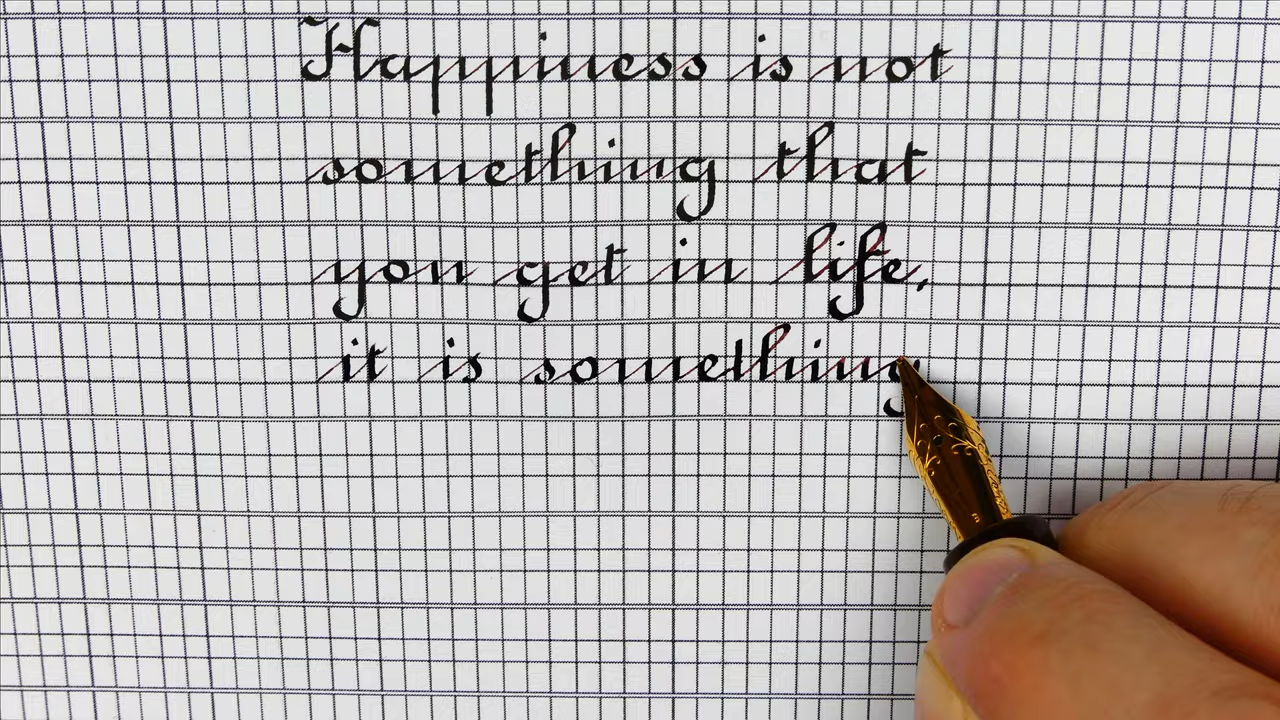 Happiness is not
something that
you get in life,
it is something